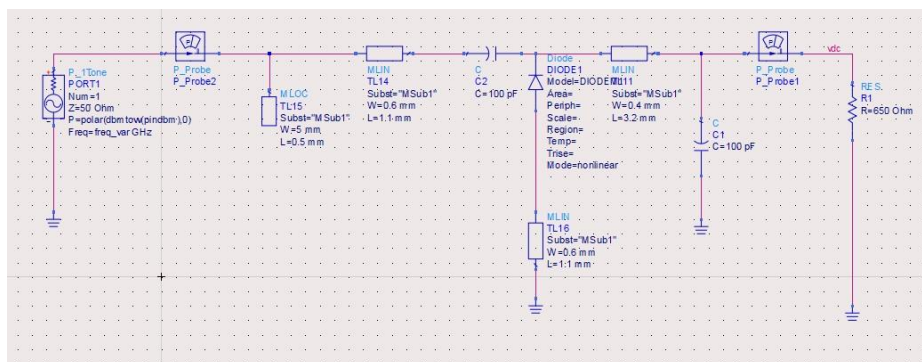 P_1Tone
PORT1
Num=1
Z=50 Ohm
P=polar(dbmtow(pindbm),0)
Freq=freq_var GHz
P_Probe
P_Probe2
MLOC
TL15
Subst="MSub1"
W=5 mm
L=0.5 mm
MLIN
TL14
Subst="MSub1"
W=0.6 mm
L=1.1 mm
C
C2
C=100 pF
Diode
DIODE1
Area=
Periph=
Scale=
Region=
Temp=
Trise=
Mode=nonlinear
MLIN
Subst="MSub1"
W=0.4 mm
L=3.2 mm
MLIN
TL16
Subst="MSub1"
W=0.6 mm
L=1.1 mm
C
C1
C=100 pF
P_Probe
P_Probe1
vdc
RES
R1
R=650 Ohm